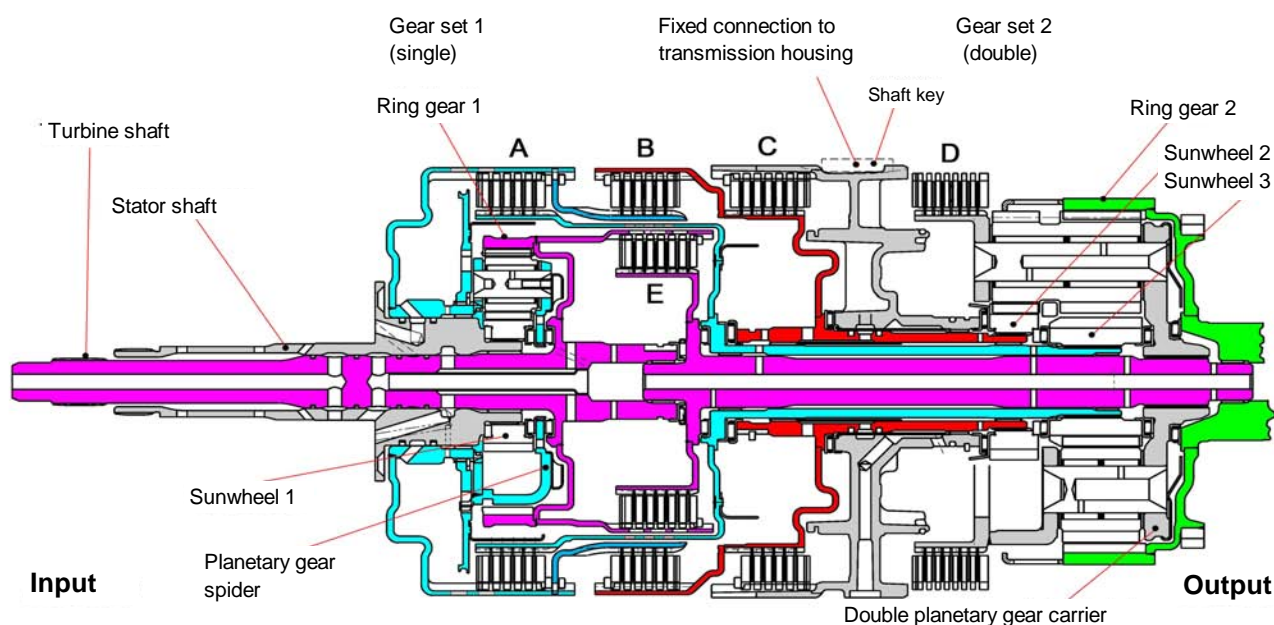 Gear set 1
(single)
Fixed connection to
transmission housing
Gear set 2
(double)
Shaft key
Ring gear 1
Ring gear 2
Turbine shaft
A
B
C
D
Sunwheel 2
Sunwheel 3
Stator shaft
E
Sunwheel 1
Planetary gear
spider
Input
Output
Double planetary gear carrier